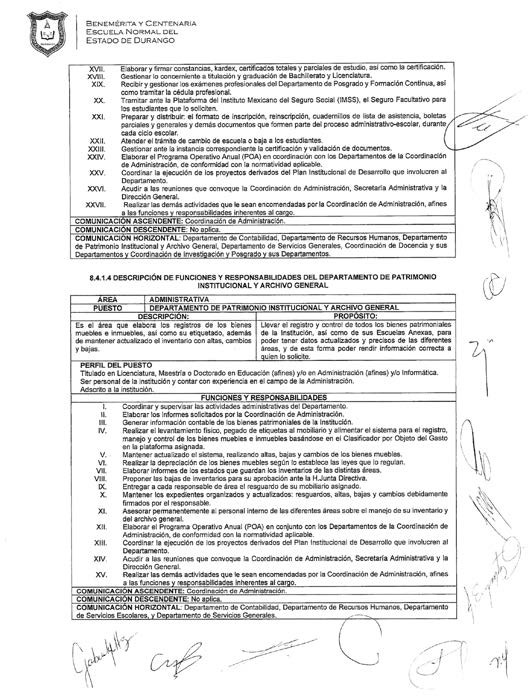 BENEMÉRITA Y CENTENARIA
ESCUELA NORMAL DEL
ESTADO DE DURANGO
XVII. Elaborar y firmar constancias, kardex, certificados totales y parciales de estudio, así como la certificación.
XVIII. Gestionar lo concerniente a titulación y graduación de Bachillerato y Licenciatura.
XIX. Recibir y gestionar los exámenes profesionales del Departamento de Posgrado y Formación Continua, así
como tramitar la cédula profesional.
XX. Tramitar ante la Plataforma del Instituto Mexicano del Seguro Social (IMSS), el Seguro Facultativo para
los estudiantes que lo soliciten.
XXI. Preparar y distribuir: el formato de inscripción, reinscripción, cuadernillos de lista de asistencia, boletas
parciales y generales y demás documentos que formen parte del proceso administrativo-escolar, durante
cada ciclo escolar.
XXII. Atender el trámite de cambio de escuela o baja a los estudiantes.
XXIII. Gestionar ante la instancia correspondiente la certificación y validación de documentos.
XXIV. Elaborar el Programa Operativo Anual (POA) en coordinación con los Departamentos de la Coordinación
de Administración, de conformidad con la normatividad aplicable.
XXV. Coordinar la ejecución de los proyectos derivados del Plan Institucional de Desarrollo que involucren al
Departamento.
XXVI. Acudir a las reuniones que convoque la Coordinación de Administración, Secretaría Administrativa y la
Dirección General.
XXVII. Realizar las demás actividades que le sean encomendadas por la Coordinación de Administración, afines
a las funciones y responsabilidades inherentes al cargo.
COMUNICACIÓN ASCENDENTE: Coordinación de Administración.
COMUNICACIÓN DESCENDENTE: No aplica.
COMUNICACIÓN HORIZONTAL: Departamento de Contabilidad, Departamento de Recursos Humanos, Departamento
de Patrimonio Institucional y Archivo General, Departamento de Servicios Generales, Coordinación de Docencia y sus
Departamentos y Coordinación de Investigación y Posgrado y sus Departamentos.
8.4.1.4 DESCRIPCIÓN DE FUNCIONES Y RESPONSABILIDADES DEL DEPARTAMENTO DE PATRIMONIO
INSTITUCIONAL Y ARCHIVO GENERAL
ÁREA ADMINISTRATIVA
PUESTO DEPARTAMENTO DE PATRIMONIO INSTITUCIONAL Y ARCHIVO GENERAL
DESCRIPCIÓN: PROPÓSITO:
Es el área que elabora los registros de los bienes
muebles e inmuebles, así como su etiquetado, además
de mantener actualizado el inventario con altas, cambios
y bajas.
Llevar el registro y control de todos los bienes patrimoniales
de la Institución, así como de sus Escuelas Anexas, para
poder tener datos actualizados y precisos de las diferentes
áreas, y de esta forma poder rendir información correcta a
quien lo solicite.
PERFIL DEL PUESTO
Titulado en Licenciatura, Maestría o Doctorado en Educación (afines) y/o en Administración (afines) y/o Informática.
Ser personal de la institución y contar con experiencia en el campo de la Administración.
Adscrito a la institución.
FUNCIONES Y RESPONSABILIDADES
I. Coordinar y supervisar las actividades administrativas del Departamento.
II. Elaborar los informes solicitados por la Coordinación de Administración.
III. Generar información contable de los bienes patrimoniales de la Institución.
IV. Realizar el levantamiento físico, pegado de etiquetas al mobiliario y alimentar el sistema para el registro,
manejo y control de los bienes muebles e inmuebles basándose en el Clasificador por Objeto del Gasto
en la plataforma asignada.
V. Mantener actualizado el sistema, realizando altas, bajas y cambios de los bienes muebles.
VI. Realizar la depreciación de los bienes muebles según lo establece las leyes que lo regulan.
VII. Elaborar informes de los estados que guardan los inventarios de las distintas áreas.
VIII. Proponer las bajas de inventarios para su aprobación ante la H.Junta Directiva.
IX. Entregar a cada responsable de área el resguardo de su mobiliario asignado.
X. Mantener los expedientes organizados y actualizados: resguardos, altas, bajas y cambios debidamente
firmados por el responsable.
XI. Asesorar permanentemente al personal interno de las diferentes áreas sobre el manejo de su inventario y
del archivo general.
XII. Elaborar el Programa Operativo Anual (POA) en conjunto con los Departamentos de la Coordinación de
Administración, de conformidad con la normatividad aplicable.
XIII. Coordinar la ejecución de los proyectos derivados del Plan Institucional de Desarrollo que involucren al
Departamento.
XIV. Acudir a las reuniones que convoque la Coordinación de Administración, Secretaría Administrativa y la
Dirección General.
XV. Realizar las demás actividades que le sean encomendadas por la Coordinación de Administración, afines
a las funciones y responsabilidades inherentes al cargo.
COMUNICACIÓN ASCENDENTE: Coordinación de Administración.
COMUNICACIÓN DESCENDENTE: No aplica.
COMUNICACIÓN HORIZONTAL: Departamento de Contabilidad, Departamento de Recursos Humanos, Departamento
de Servicios Escolares, y Departamento de Servicios Generales.